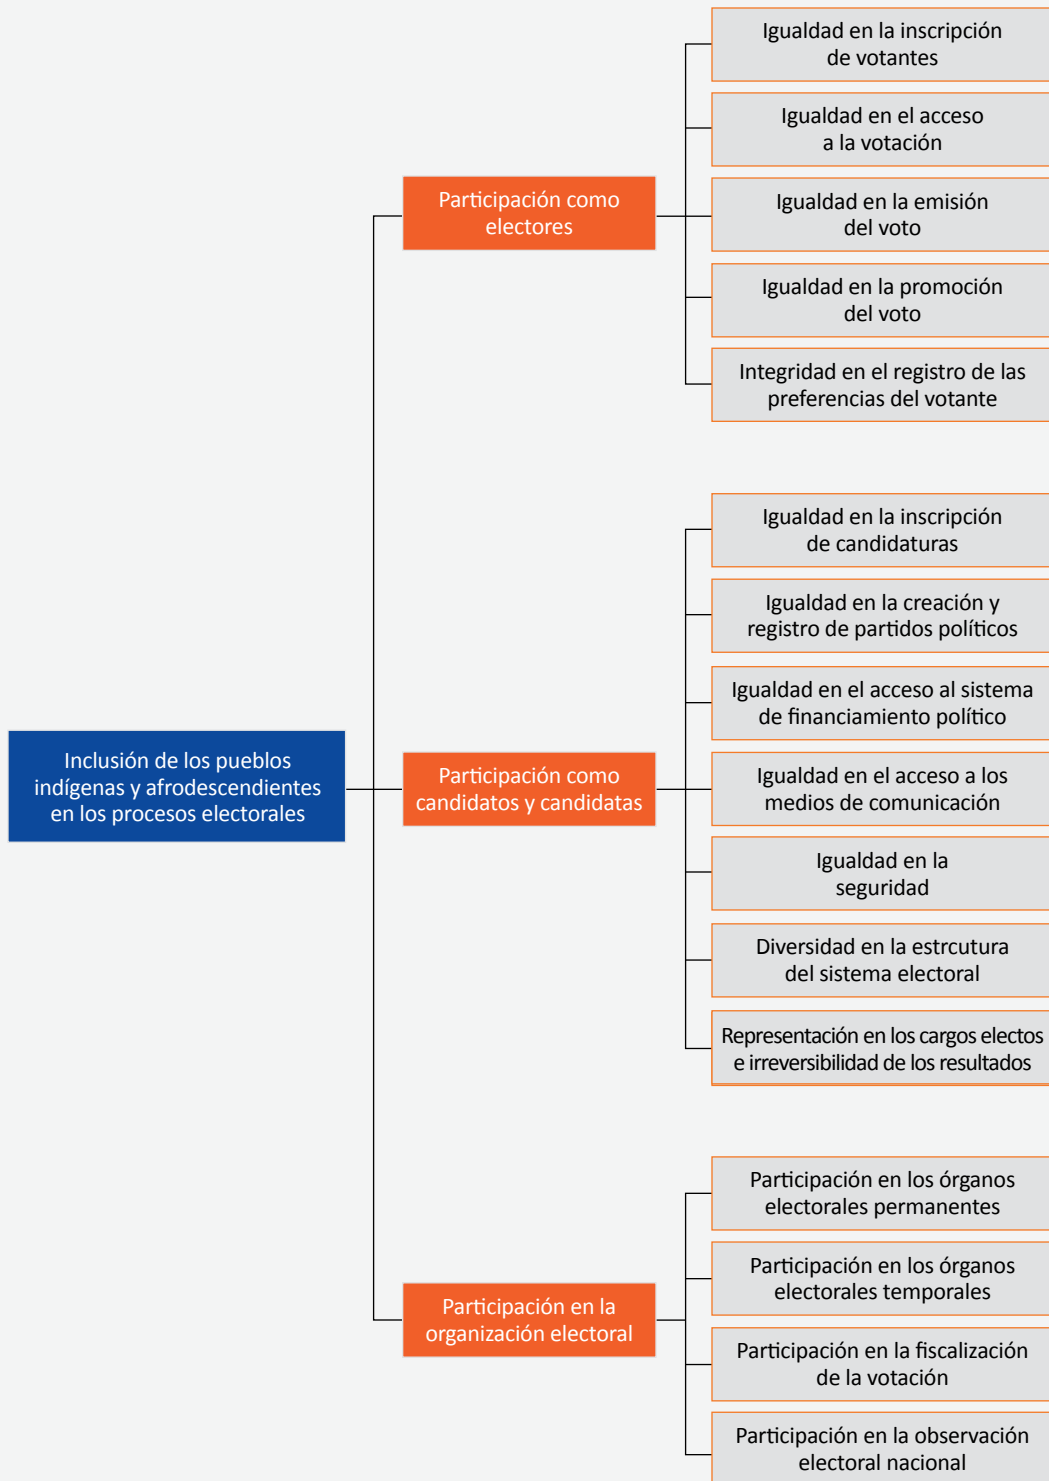 Inclusión de los pueblos
indígenas y afrodescendientes
en los procesos electorales
Participación como
electores
Igualdad en la inscripción
de votantes
Igualdad en el acceso
a la votación
Igualdad en la emisión
del voto
Igualdad en la promoción
del voto
Integridad en el registro de las
preferencias del votante
Participación como
candidatos y candidatas
Igualdad en la inscripción
de candidaturas
Igualdad en la creación y
registro de partidos políticos
Igualdad en el acceso al sistema
de financiamiento político
Igualdad en el acceso a los
medios de comunicación
Igualdad en la
seguridad
Diversidad en la estrcutura
del sistema electoral
Representación en los cargos electos
e irreversibilidad de los resultados
Participación en la
organización electoral
Participación en los órganos
electorales permanentes
Participación en los órganos
electorales temporales
Participación en la fiscalización
de la votación
Participación en la observación
electoral nacional